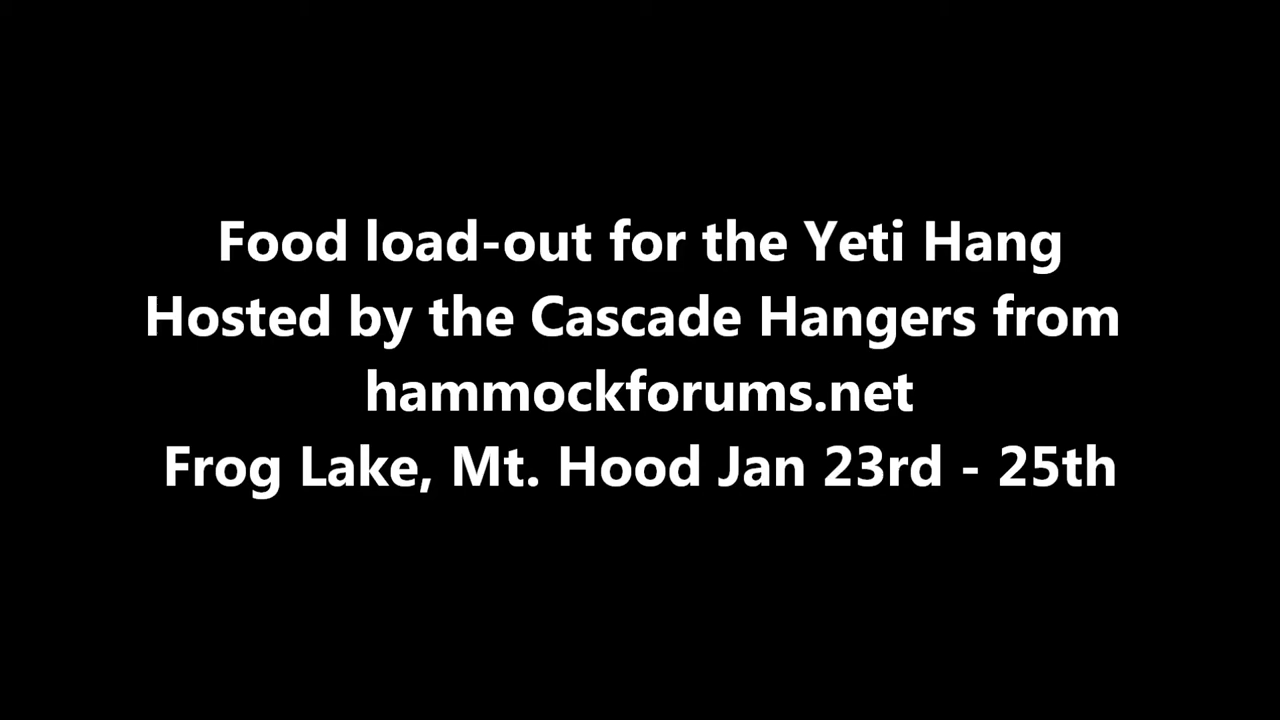 Food load-out for the Yeti Hang
Hosted by the Cascade Hangers from
hammockforums.net
Frog Lake, Mt. Hood Jan 23rd - 25th